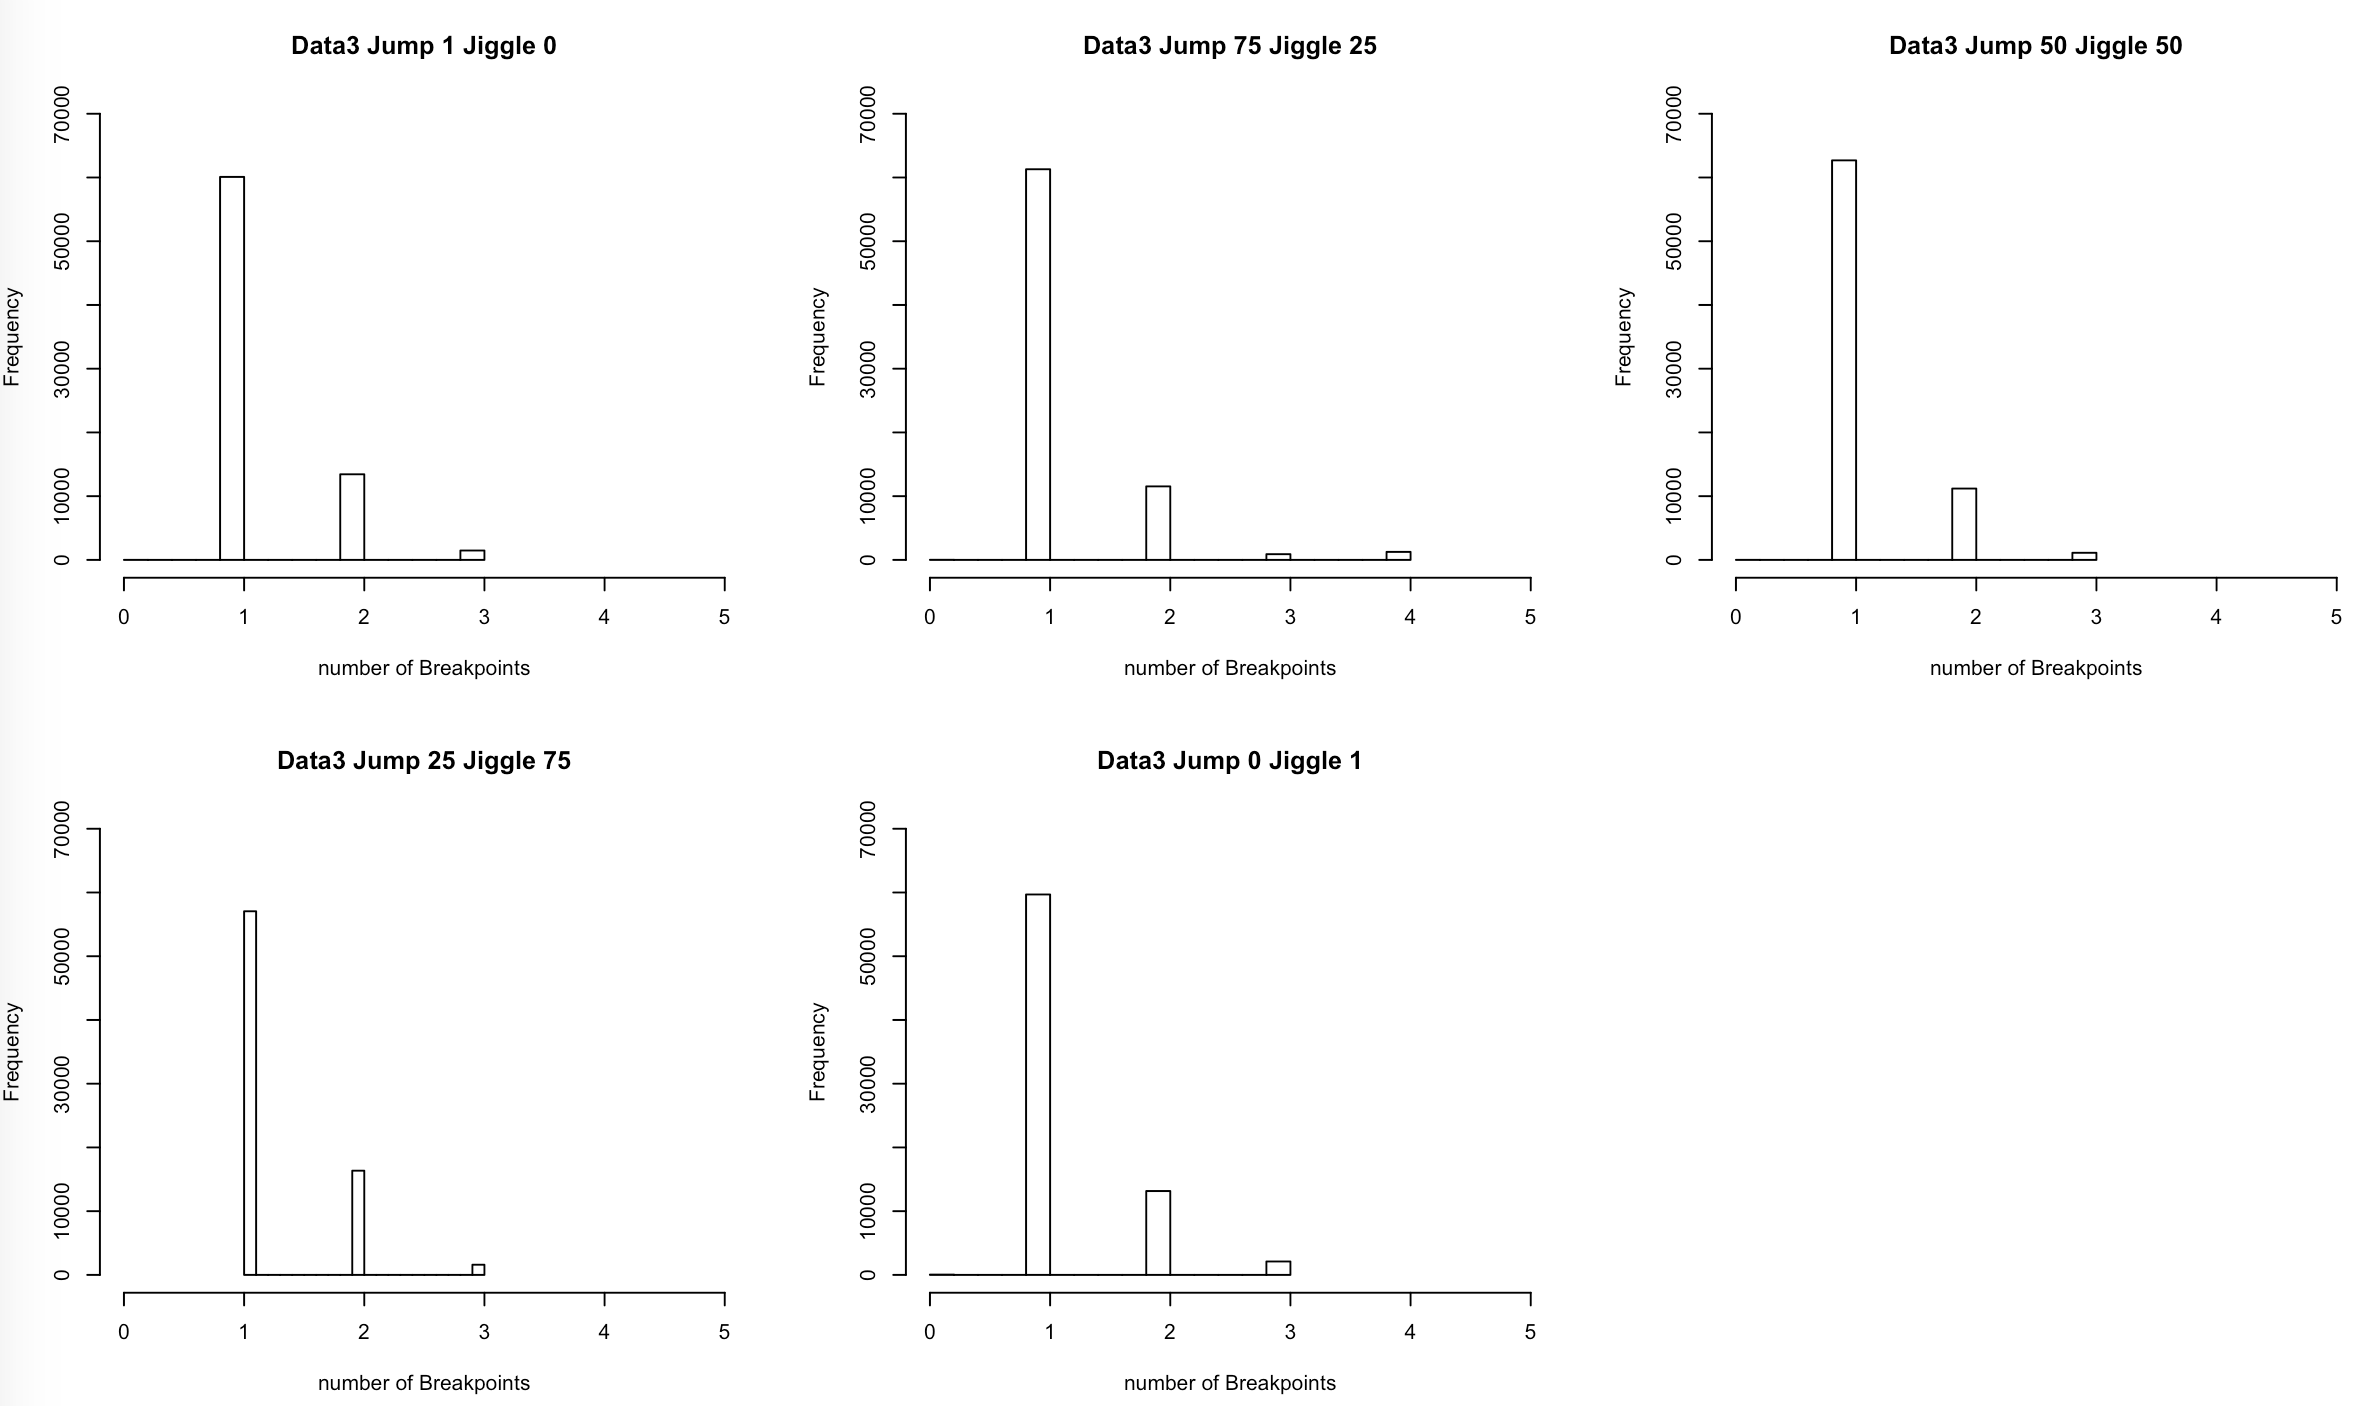 Data3 Jump 1 Jiggle 0
Frequency
70000
50000
30000
10000
0
0 1 2 3 4 5
number of Breakpoints
Data3 Jump 75 Jiggle 25
Frequency
70000
50000
30000
10000
0
0 1 2 3 4 5
number of Breakpoints
Data3 Jump 50 Jiggle 50
Frequency
70000
50000
30000
10000
0
0 1 2 3 4 5
number of Breakpoints
Data3 Jump 25 Jiggle 75
Frequency
70000
50000
30000
10000
0
0 1 2 3 4 5
number of Breakpoints
Data3 Jump 0 Jiggle 1
Frequency
70000
50000
30000
10000
0
0 1 2 3 4 5
number of Breakpoints